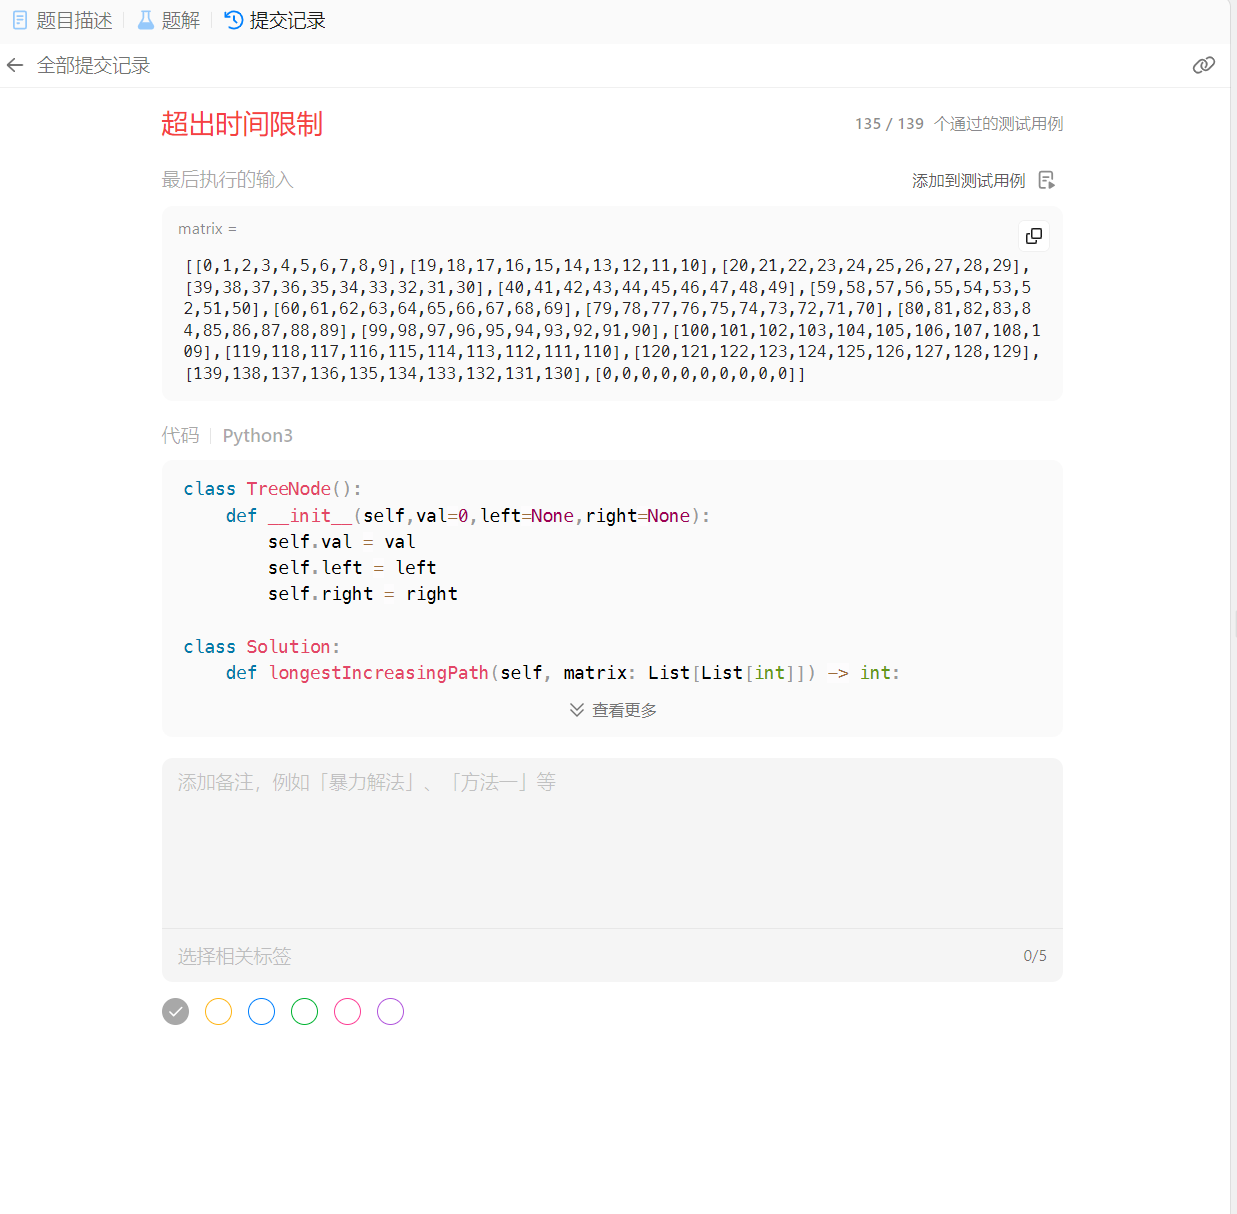 题目描述 题解 提交记录
全部提交记录
超出时间限制 135 / 139 个通过的测试用例
最后执行的输入 添加到测试用例
matrix =
[[0,1,2,3,4,5,6,7,8,9],[19,18,17,16,15,14,13,12,11,10],[20,21,22,23,24,25,26,27,28,29],
[39,38,37,36,35,34,33,32,31,30],[40,41,42,43,44,45,46,47,48,49],[59,58,57,56,55,54,53,5
2,51,50],[60,61,62,63,64,65,66,67,68,69],[79,78,77,76,75,74,73,72,71,70],[80,81,82,83,8
4,85,86,87,88,89],[99,98,97,96,95,94,93,92,91,90],[100,101,102,103,104,105,106,107,108,1
09],[119,118,117,116,115,114,113,112,111,110],[120,121,122,123,124,125,126,127,128,129],
[139,138,137,136,135,134,133,132,131,130],[0,0,0,0,0,0,0,0,0,0]]
代码 Python3
class TreeNode():
    def __init__(self,val=0,left=None,right=None):
        self.val = val
        self.left = left
        self.right = right
class Solution:
    def longestIncreasingPath(self, matrix: List[List[int]]) -> int:
查看更多
添加备注，例如「暴力解法」、「方法一」等
选择相关标签 0/5